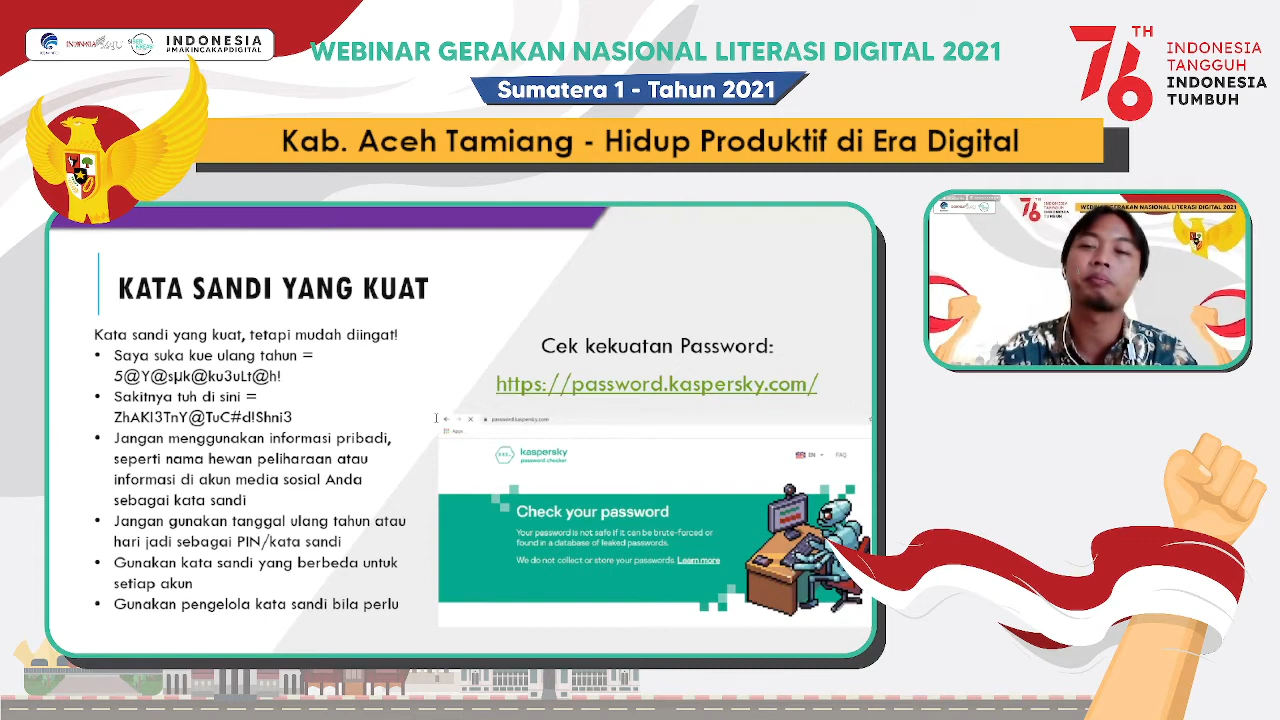 KOMINFO
INDONESIA
#MAKINCAKAPDIGITAL
WEBINAR GERAKAN NASIONAL LITERASI DIGITAL 2021
Sumatera 1 - Tahun 2021
Kab. Aceh Tamiang - Hidup Produktif di Era Digital
76TH
INDONESIA
TANGGUH
INDONESIA
TUMBUH
KATA SANDI YANG KUAT
Kata sandi yang kuat, tetapi mudah diingat!
• Saya suka kue ulang tahun =
5@Y@sµk@ku3uLt@h!
• Sakitnya tuh di sini =
ZhAKI3TnY@TuC#d!Shni3
• Jangan menggunakan informasi pribadi,
seperti nama hewan peliharaan atau
informasi di akun media sosial Anda
sebagai kata sandi
• Jangan gunakan tanggal ulang tahun atau
hari jadi sebagai PIN/kata sandi
• Gunakan kata sandi yang berbeda untuk
setiap akun
• Gunakan pengelola kata sandi bila perlu
Cek kekuatan Password:
https://password.kaspersky.com/
password.kaspersky.com/
Apps
kaspersky
password checker
EN
FAQ
Check your password
Your password is not safe if it can be brute-forced or
found in a database of leaked passwords.
We do not collect or store your passwords. Learn more
76
WEBINAR GERAKAN NASIONAL LITERASI DIGITAL 2021